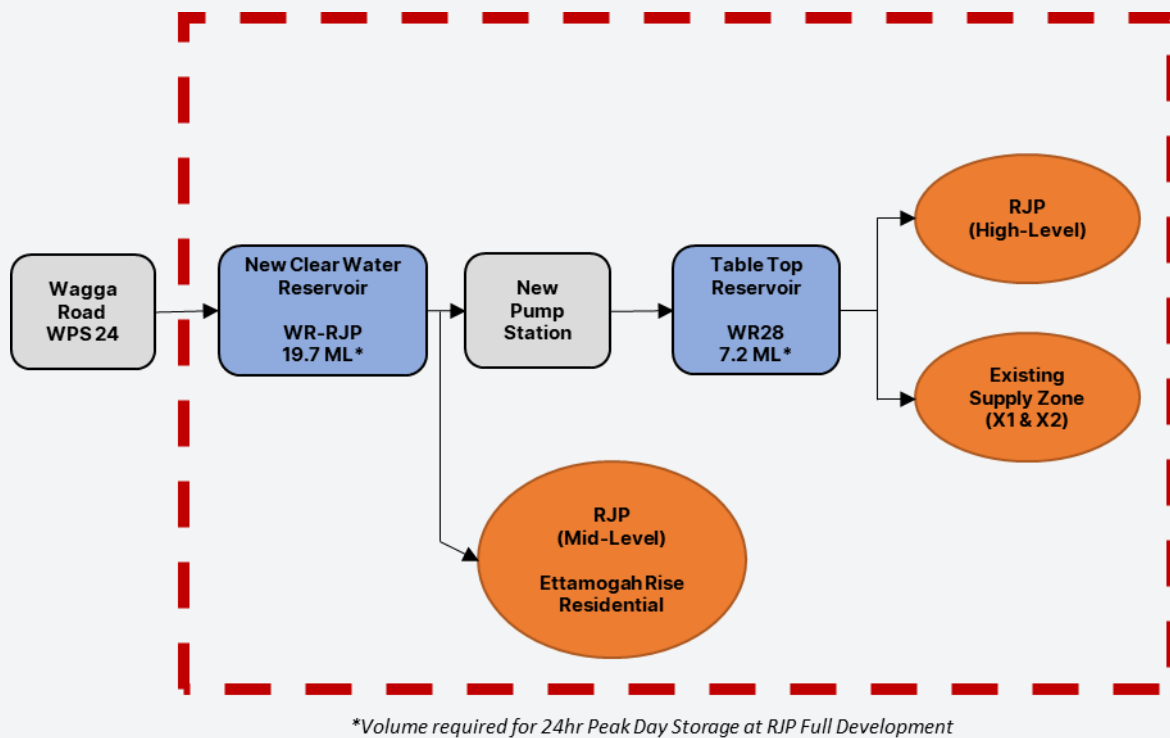 Wagga
Road
WPS 24
New Clear Water
Reservoir
WR-RJP
19.7 ML*
New
Pump
Station
Table Top
Reservoir
WR28
7.2 ML*
RJP
(High-Level)
Existing
Supply Zone
(X1 & X2)
RJP
(Mid-Level)
Ettamogah Rise
Residential
*Volume required for 24hr Peak Day Storage at RJP Full Development